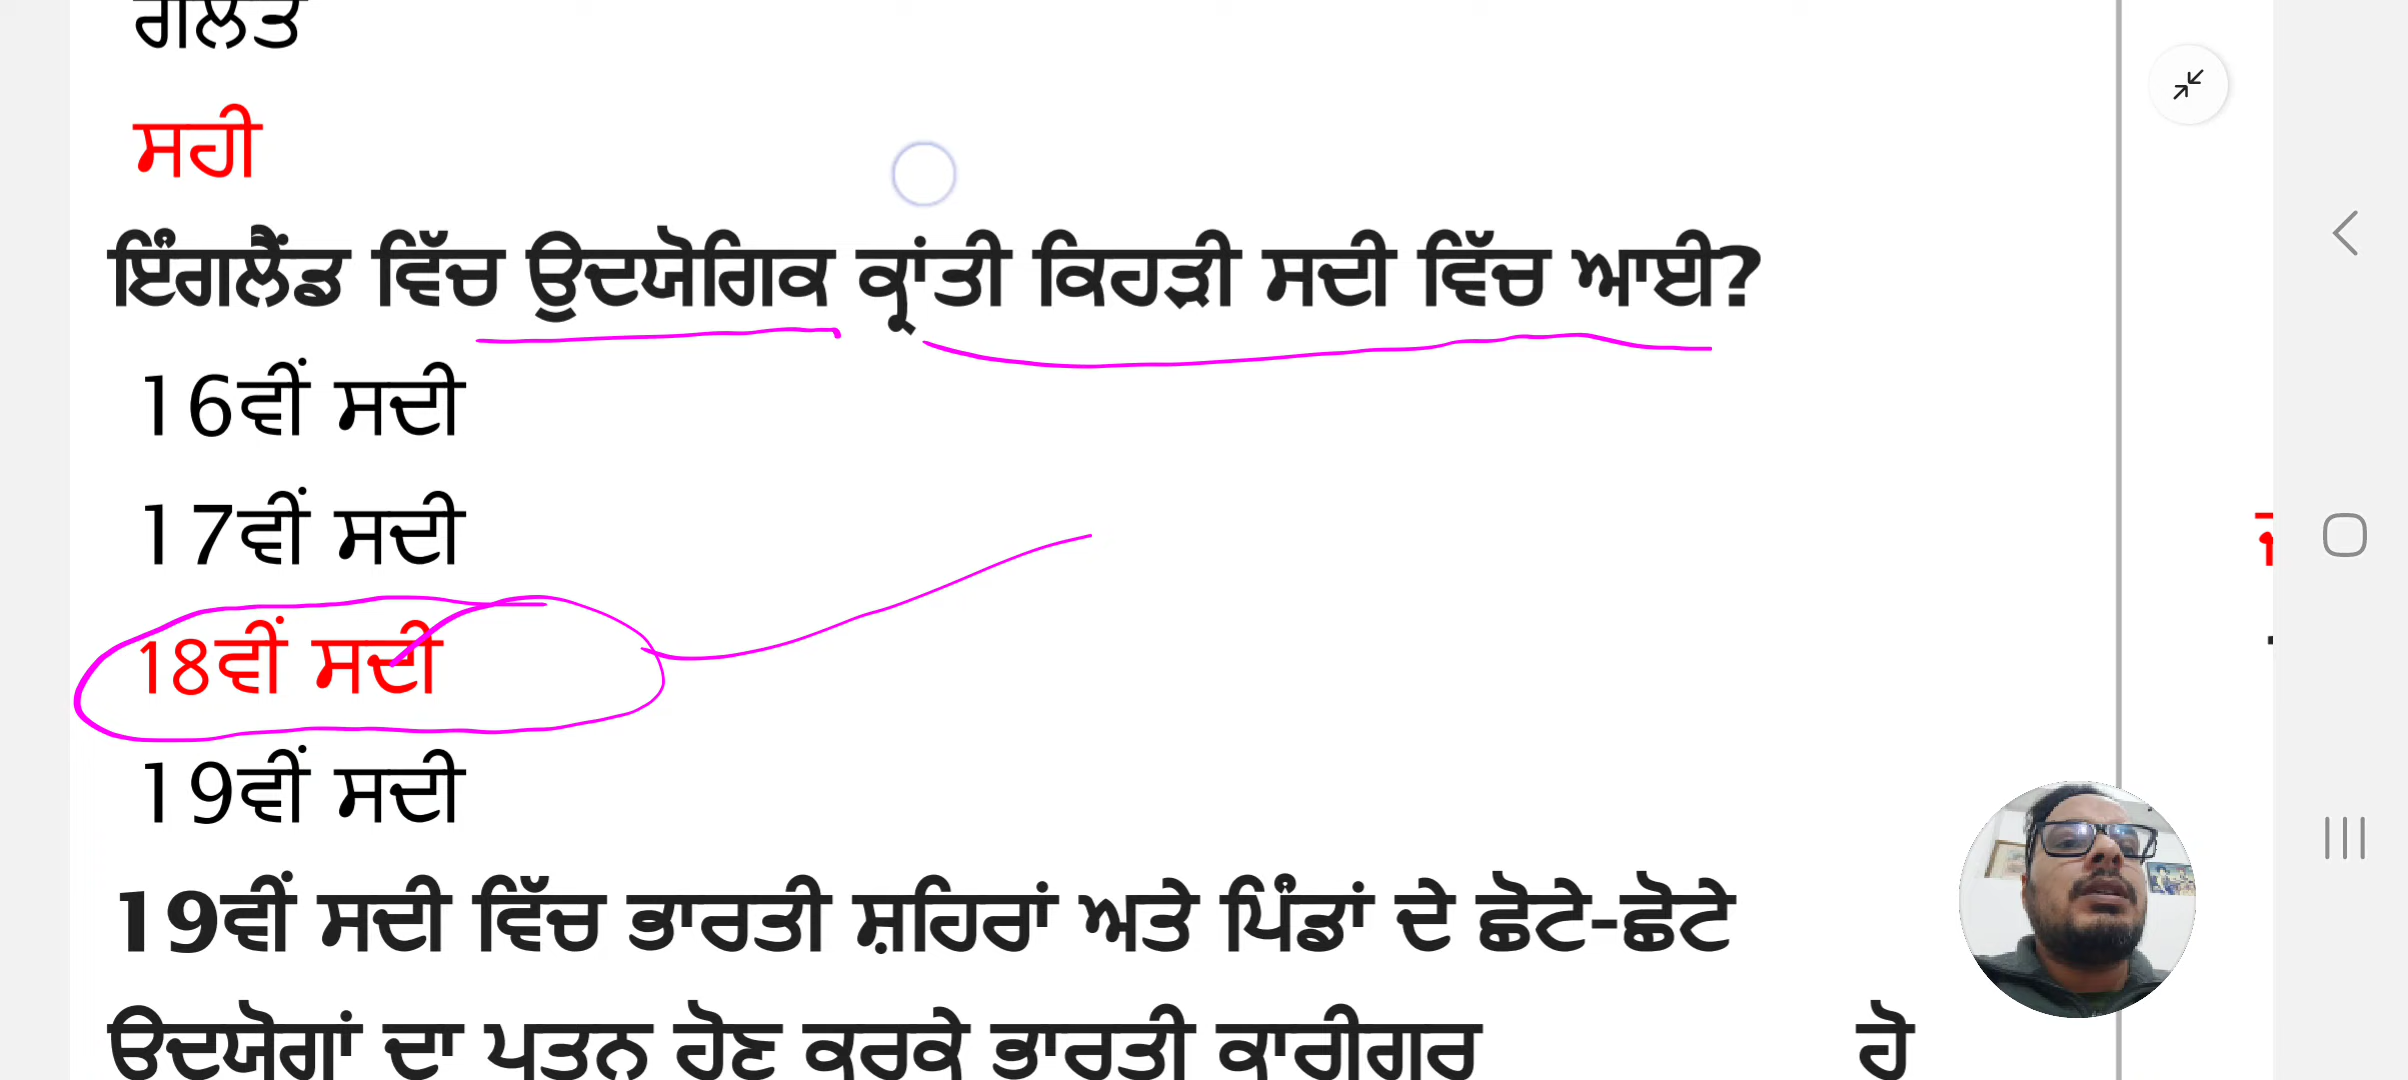 ਗਲਤ
ਸਹੀ
ਇੰਗਲੈਂਡ ਵਿੱਚ ਉਦਯੋਗਿਕ ਕ੍ਰਾਂਤੀ ਕਿਹੜੀ ਸਦੀ ਵਿੱਚ ਆਈ?
16ਵੀਂ ਸਦੀ
17ਵੀਂ ਸਦੀ
18ਵੀਂ ਸਦੀ
19ਵੀਂ ਸਦੀ
19ਵੀਂ ਸਦੀ ਵਿੱਚ ਭਾਰਤੀ ਸ਼ਹਿਰਾਂ ਅਤੇ ਪਿੰਡਾਂ ਦੇ ਛੋਟੇ-ਛੋਟੇ
ਉਦਯੋਗਾਂ ਦਾ ਪਤਨ ਹੋਣ ਕਰਕੇ ਭਾਰਤੀ ਕਾਰੀਗਰ ਹੋ